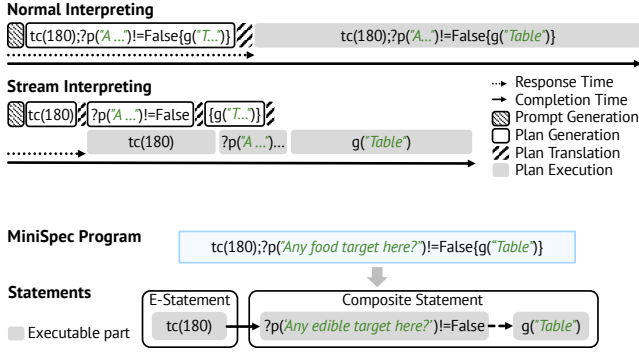 Normal Interpreting
tc(180);?p("A ...")!=False{g("T...")}
tc(180);?p("A...")!=False{g("Table")}
Stream Interpreting
tc(180)
?p("A ...")!=False
{g("T...")}
tc(180)
?p("A ...")...
g("Table")
Response Time
Completion Time
Prompt Generation
Plan Generation
Plan Translation
Plan Execution
MiniSpec Program
tc(180);?p("Any food target here?")!=False{g("Table")}
Statements
E-Statement
Composite Statement
Executable part
tc(180)
?p('Any edible target here?')!=False
g("Table")